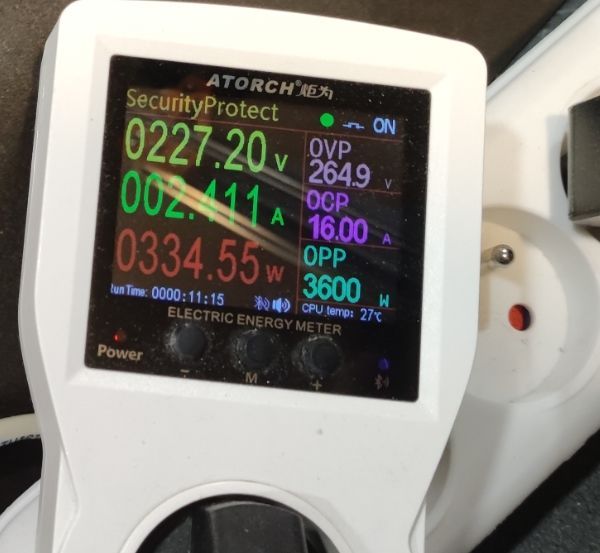 ATORCH®炬为
SecurityProtect
ON
0227.20 V
002.411 A
0334.55 W
OVP
264.9 V
OCP
16.00 A
OPP
3600 W
Run Time: 0000:11:15
CPU temp: 27℃
ELECTRIC ENERGY METER
Power
- M +